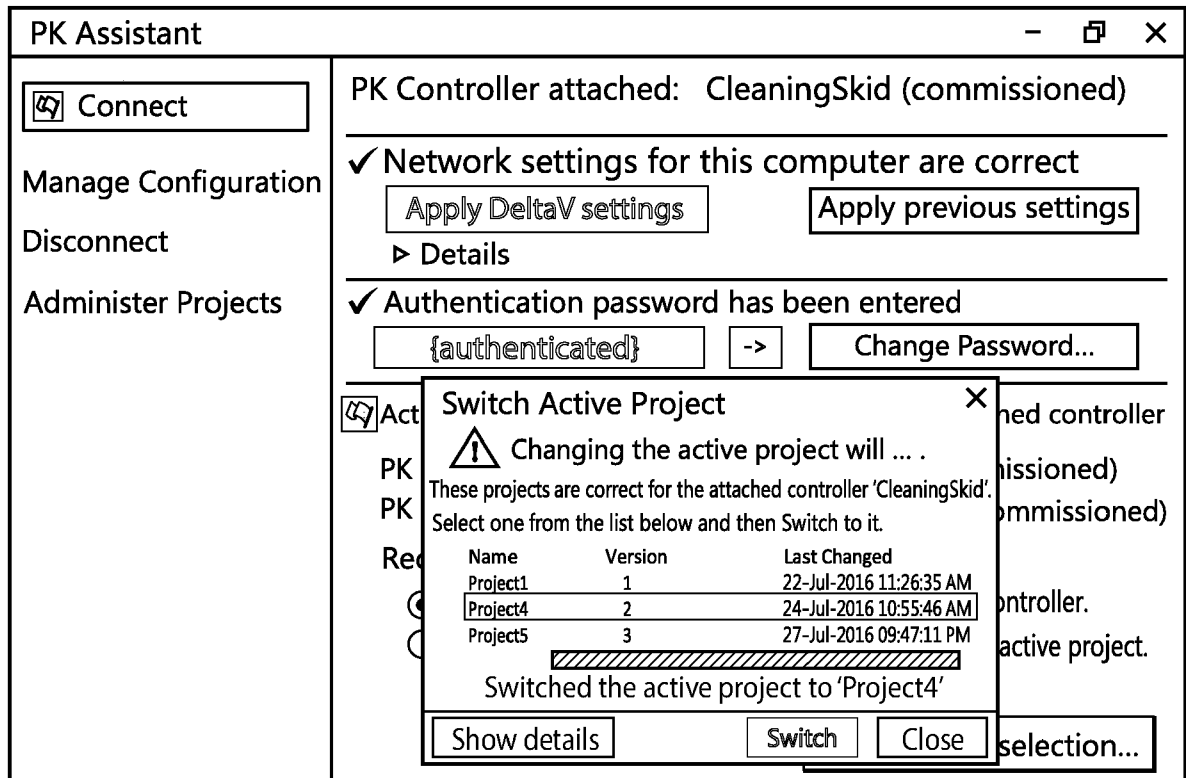 PK Assistant
Connect
Manage Configuration
Disconnect
Administer Projects
PK Controller attached: CleaningSkid (commissioned)
✓ Network settings for this computer are correct
Apply DeltaV settings Apply previous settings
Details
✓ Authentication password has been entered
{authenticated} -> Change Password...
Act hed controller
PK issioned)
PK ommissioned)
Rec
ontroller.
active project.
selection...
Switch Active Project
Changing the active project will ... .
These projects are correct for the attached controller 'CleaningSkid'.
Select one from the list below and then Switch to it.
Name Version Last Changed
Project1 1 22-Jul-2016 11:26:35 AM
Project4 2 24-Jul-2016 10:55:46 AM
Project5 3 27-Jul-2016 09:47:11 PM
Switched the active project to 'Project4'
Show details Switch Close